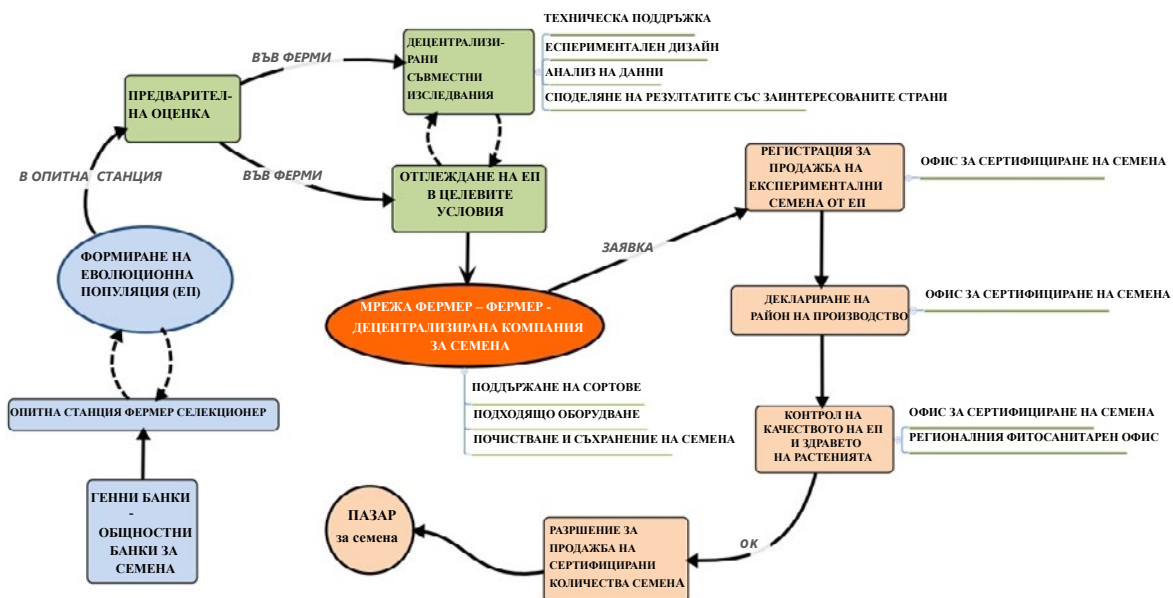 ТЕХНИЧЕСКА ПОДДРЪЖКА
ЕСПЕРИМЕНТАЛЕН ДИЗАЙН
АНАЛИЗ НА ДАННИ
СПОДЕЛЯНЕ НА РЕЗУЛТАТИТЕ СЪС ЗАИНТЕРЕСОВАНИТЕ СТРАНИ
ДЕЦЕНТРАЛИЗИ-
РАНИ
СЪВМЕСТНИ
ИЗСЛЕДВАНИЯ
ВЪВ ФЕРМИ
ПРЕДВАРИТЕЛ-
НА ОЦЕНКА
В ОПИТНА СТАНЦИЯ
ВЪВ ФЕРМИ
ОТГЛЕЖДАНЕ НА ЕП
В ЦЕЛЕВИТЕ
УСЛОВИЯ
РЕГИСТРАЦИЯ ЗА
ПРОДАЖБА НА
ЕКСПЕРИМЕНТАЛНИ
СЕМЕНА ОТ ЕП
ОФИС ЗА СЕРТИФИЦИРАНЕ НА СЕМЕНА
ФОРМИРАНЕ НА
ЕВОЛЮЦИОННА
ПОПУЛАЦИЯ (ЕП)
ЗАЯВКА
МРЕЖА ФЕРМЕР – ФЕРМЕР -
ДЕЦЕНТРАЛИЗИРАНА КОМПАНИЯ
ЗА СЕМЕНА
ДЕКЛАРИРАНЕ НА
РАЙОН НА ПРОИЗВОДСТВО
ОФИС ЗА СЕРТИФИЦИРАНЕ НА СЕМЕНА
ПОДДЪРЖАНЕ НА СОРТОВЕ
ПОДХОДЯЩО ОБОРУДВАНЕ
ПОЧИСТВАНЕ И СЪХРАНЕНИЕ НА СЕМЕНА
ОПИТНА СТАНЦИЯ ФЕРМЕР СЕЛЕКЦИОНЕР
КОНТРОЛ НА
КАЧЕСТВОТО НА ЕП
И ЗДРАВЕТО
НА РАСТЕНИЯТА
ОФИС ЗА СЕРТИФИЦИРАНЕ НА СЕМЕНА
РЕГИОНАЛНИЯ ФИТОСАНИТАРЕН ОФИС
ГЕННИ БАНКИ
-
ОБЩНОСТНИ
БАНКИ ЗА
СЕМЕНА
ПАЗАР
за семена
РАЗРШЕНИЕ ЗА
ПРОДАЖБА НА
СЕРТИФИЦИРАНИ
КОЛИЧЕСТВА СЕМЕНА
ОК